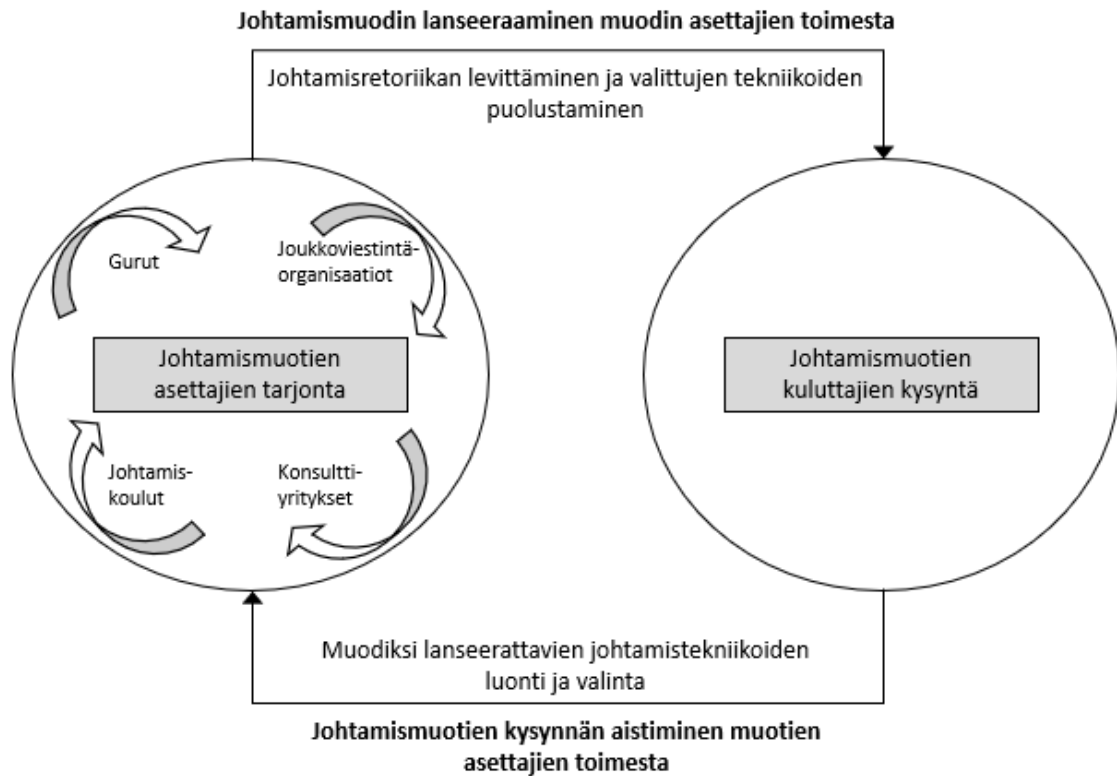 Johtamismuodin lanseeraaminen muodin asettajien toimesta
Johtamisretoriikan levittäminen ja valittujen tekniikoiden
puolustaminen
Gurut
Joukkoviestintä-
organisaatiot
Johtamismuotien
asettajien tarjonta
Johtamis-
koulut
Konsultti-
yritykset
Johtamismuotien
kuluttajien kysyntä
Muodiksi lanseerattavien johtamistekniikoiden
luonti ja valinta
Johtamismuotien kysynnän aistiminen muotien
asettajien toimesta